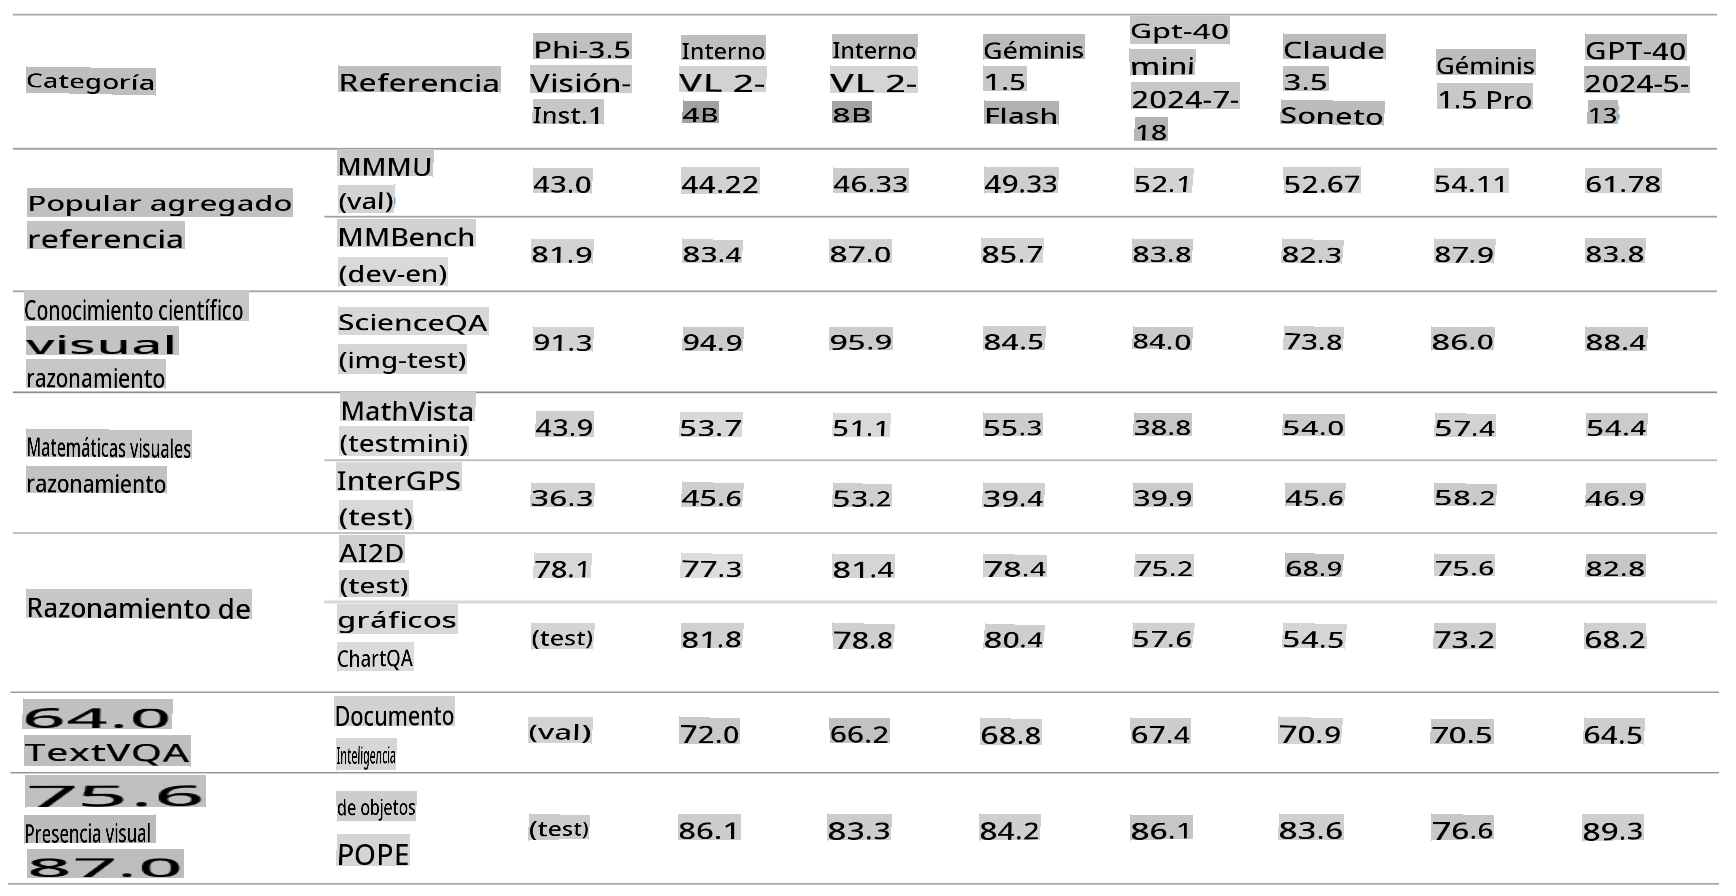 Categoría Referencia Phi-3.5 Visión- Inst.1 Interno VL 2- 4B Interno VL 2- 8B Géminis 1.5 Flash Gpt-40 mini 2024-7- 18 Claude 3.5 Soneto Géminis 1.5 Pro GPT-40 2024-5- 13
Popular agregado referencia
MMMU (val) 43.0 44.22 46.33 49.33 52.1 52.67 54.11 61.78
MMBench (dev-en) 81.9 83.4 87.0 85.7 83.8 82.3 87.9 83.8
Conocimiento científico visual razonamiento
ScienceQA (img-test) 91.3 94.9 95.9 84.5 84.0 73.8 86.0 88.4
Matemáticas visuales razonamiento
MathVista (testmini) 43.9 53.7 51.1 55.3 38.8 54.0 57.4 54.4
InterGPS (test) 36.3 45.6 53.2 39.4 39.9 45.6 58.2 46.9
Razonamiento de
AI2D (test) 78.1 77.3 81.4 78.4 75.2 68.9 75.6 82.8
gráficos ChartQA (test) 81.8 78.8 80.4 57.6 54.5 73.2 68.2
64.0 TextVQA
Documento Inteligencia (val) 72.0 66.2 68.8 67.4 70.9 70.5 64.5
75.6 Presencia visual 87.0
de objetos POPE (test) 86.1 83.3 84.2 86.1 83.6 76.6 89.3